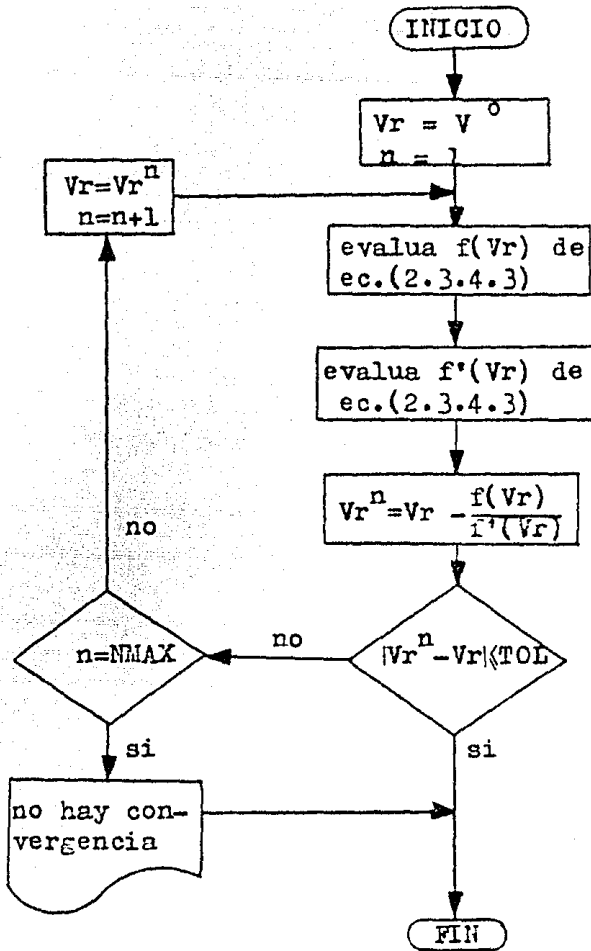 INICIO
Vr = V°
n = 1
Vr=Vr^n
n=n+1
evalua f(Vr) de
ec.(2.3.4.3)
evalua f'(Vr) de
ec.(2.3.4.3)
Vr^n=Vr - f(Vr)
f'(Vr)
no
|Vr^n-Vr|≪TOL
no
n=NMAX
si
si
no hay con-
vergencia
FIN